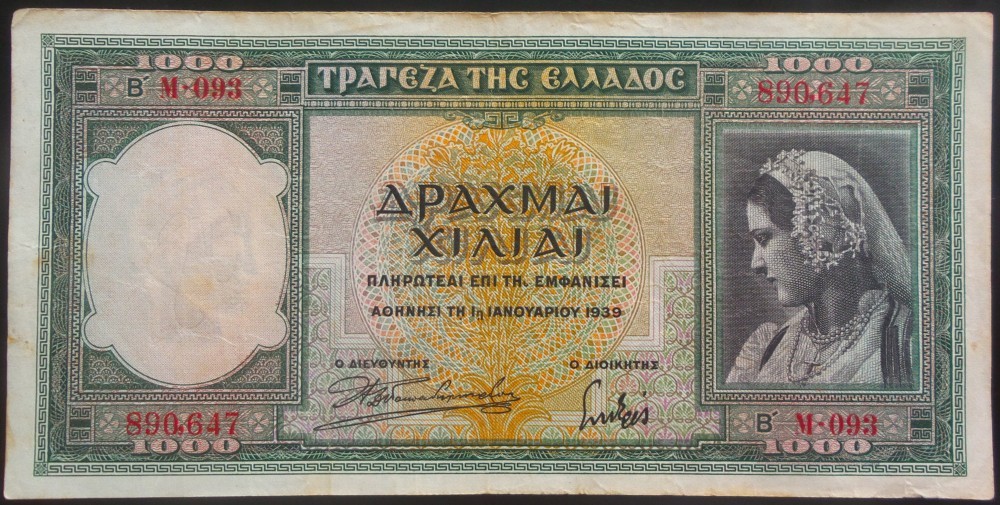 1000
1000
Β΄ Μ-093
ΤΡΑΠΕΖΑ ΤΗΣ ΕΛΛΑΔΟΣ
890,647
ΔΡΑΧΜΑΙ
ΧΙΛΙΑΙ
ΠΛΗΡΩΤΕΑΙ ΕΠΙ ΤΗι ΕΜΦΑΝΙΣΕΙ
ΑΘΗΝΗΣΙ ΤΗ 1η ΙΑΝΟΥΑΡΙΟΥ 1939
Ο ΔΙΕΥΘΥΝΤΗΣ
Ο ΔΙΟΙΚΗΤΗΣ
890,647
Β΄ Μ-093
1000
1000